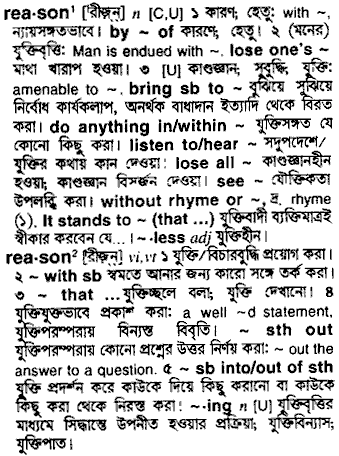 rea·son¹ [রীজ়্‌ন্] n [C,U] ১ কারণ; হেতু: with ~,
ন্যায়সঙ্গতভাবে। by ~ of কারণে; হেতু। ২ (মনের)
যুক্তিবৃত্তি: Man is endued with ~. lose one's ~
মাথা খারাপ হওয়া। ৩ [U] কাণ্ডজ্ঞান; সুবুদ্ধি; যুক্তি:
amenable to ~. bring sb to ~ বুঝিয়ে সুঝিয়ে
নির্বোধ কার্যকলাপ, অনর্থক বাধাদান ইত্যাদি থেকে বিরত
করা। do anything in/within ~ যুক্তিসঙ্গত যে
কোনো কিছু করা। listen to/hear ~ সদুপদেশে/
যুক্তির কথায় কান দেওয়া: lose all ~ কাণ্ডজ্ঞানহীন
হওয়া; কাণ্ডজ্ঞান বিসর্জন দেওয়া। see ~ যৌক্তিকতা
উপলব্ধি করা। without rhyme or ~, দ্র. rhyme
(১). It stands to ~ (that ...) যুক্তিবাদী ব্যক্তিমাত্রই
স্বীকার করবেন যে...। ~·less adj যুক্তিহীন।
rea·son² [রীজ়্‌ন্] vi,vt ১ যুক্তি/বিচারবুদ্ধি প্রয়োগ করা।
২ ~ with sb স্বমতে আনার জন্য কারো সঙ্গে তর্ক করা।
৩ ~ that ...যুক্তিচ্ছলে বলা; যুক্তি দেখানো। ৪
যুক্তিযুক্তভাবে প্রকাশ করা: a well ~d statement,
যুক্তিপরম্পরায় বিন্যস্ত বিবৃতি। ~ sth out
যুক্তিপরম্পরায় কোনো প্রশ্নের উত্তর নির্ণয় করা: ~ out the
answer to a question. ৫ ~ sb into/out of sth
যুক্তি প্রদর্শন করে কাউকে দিয়ে কিছু করানো বা কাউকে
কিছু করা থেকে নিরস্ত করা। ~·ing n [U] যুক্তিবৃত্তির
মাধ্যমে সিদ্ধান্তে উপনীত হওয়ার প্রক্রিয়া; যুক্তিবিন্যাস;
যুক্তিপাত।